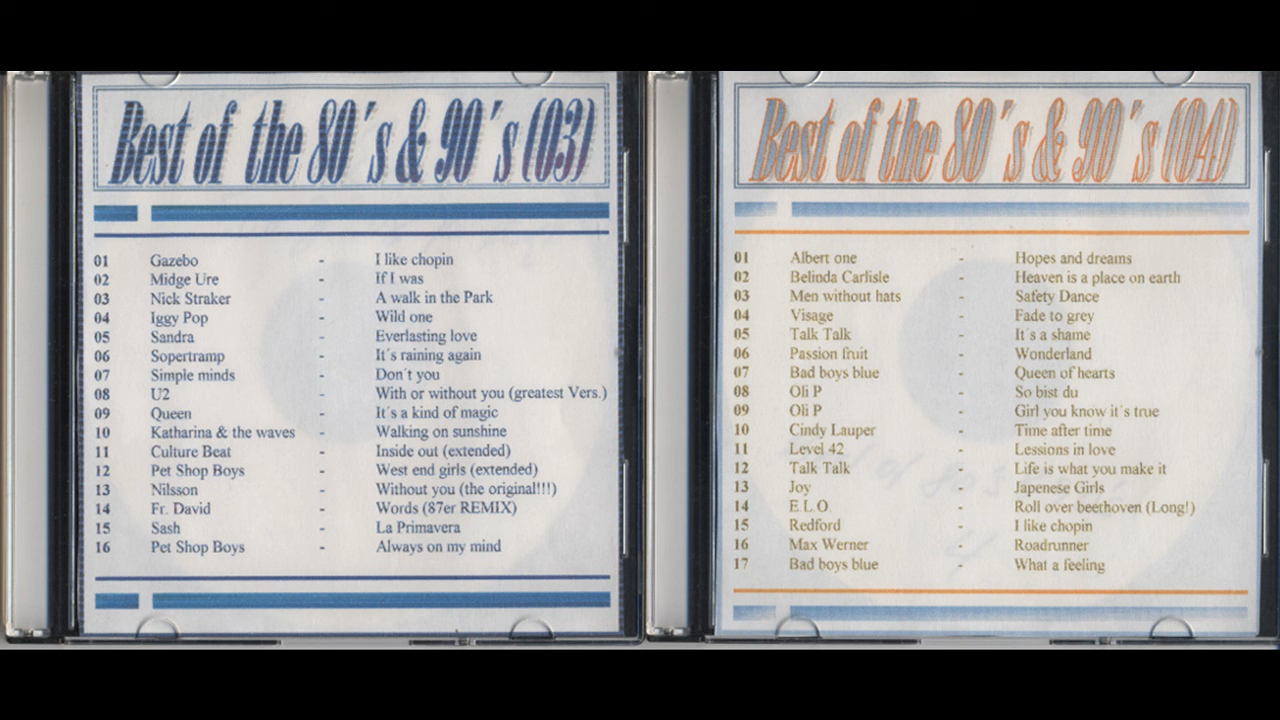 Best of the 80´s & 90´s (03)
01 Gazebo - I like chopin
02 Midge Ure - If I was
03 Nick Straker - A walk in the Park
04 Iggy Pop - Wild one
05 Sandra - Everlasting love
06 Sopertramp - It´s raining again
07 Simple minds - Don´t you
08 U2 - With or without you (greatest Vers.)
09 Queen - It´s a kind of magic
10 Katharina & the waves - Walking on sunshine
11 Culture Beat - Inside out (extended)
12 Pet Shop Boys - West end girls (extended)
13 Nilsson - Without you (the original!!!)
14 Fr. David - Words (87er REMIX)
15 Sash - La Primavera
16 Pet Shop Boys - Always on my mind
Best of the 80´s & 90´s (04)
01 Albert one - Hopes and dreams
02 Belinda Carlisle - Heaven is a place on earth
03 Men without hats - Safety Dance
04 Visage - Fade to grey
05 Talk Talk - It´s a shame
06 Passion fruit - Wonderland
07 Bad boys blue - Queen of hearts
08 Oli P - So bist du
09 Oli P - Girl you know it´s true
10 Cindy Lauper - Time after time
11 Level 42 - Lessions in love
12 Talk Talk - Life is what you make it
13 Joy - Japenese Girls
14 E.L.O. - Roll over beethoven (Long!)
15 Redford - I like chopin
16 Max Werner - Roadrunner
17 Bad boys blue - What a feeling